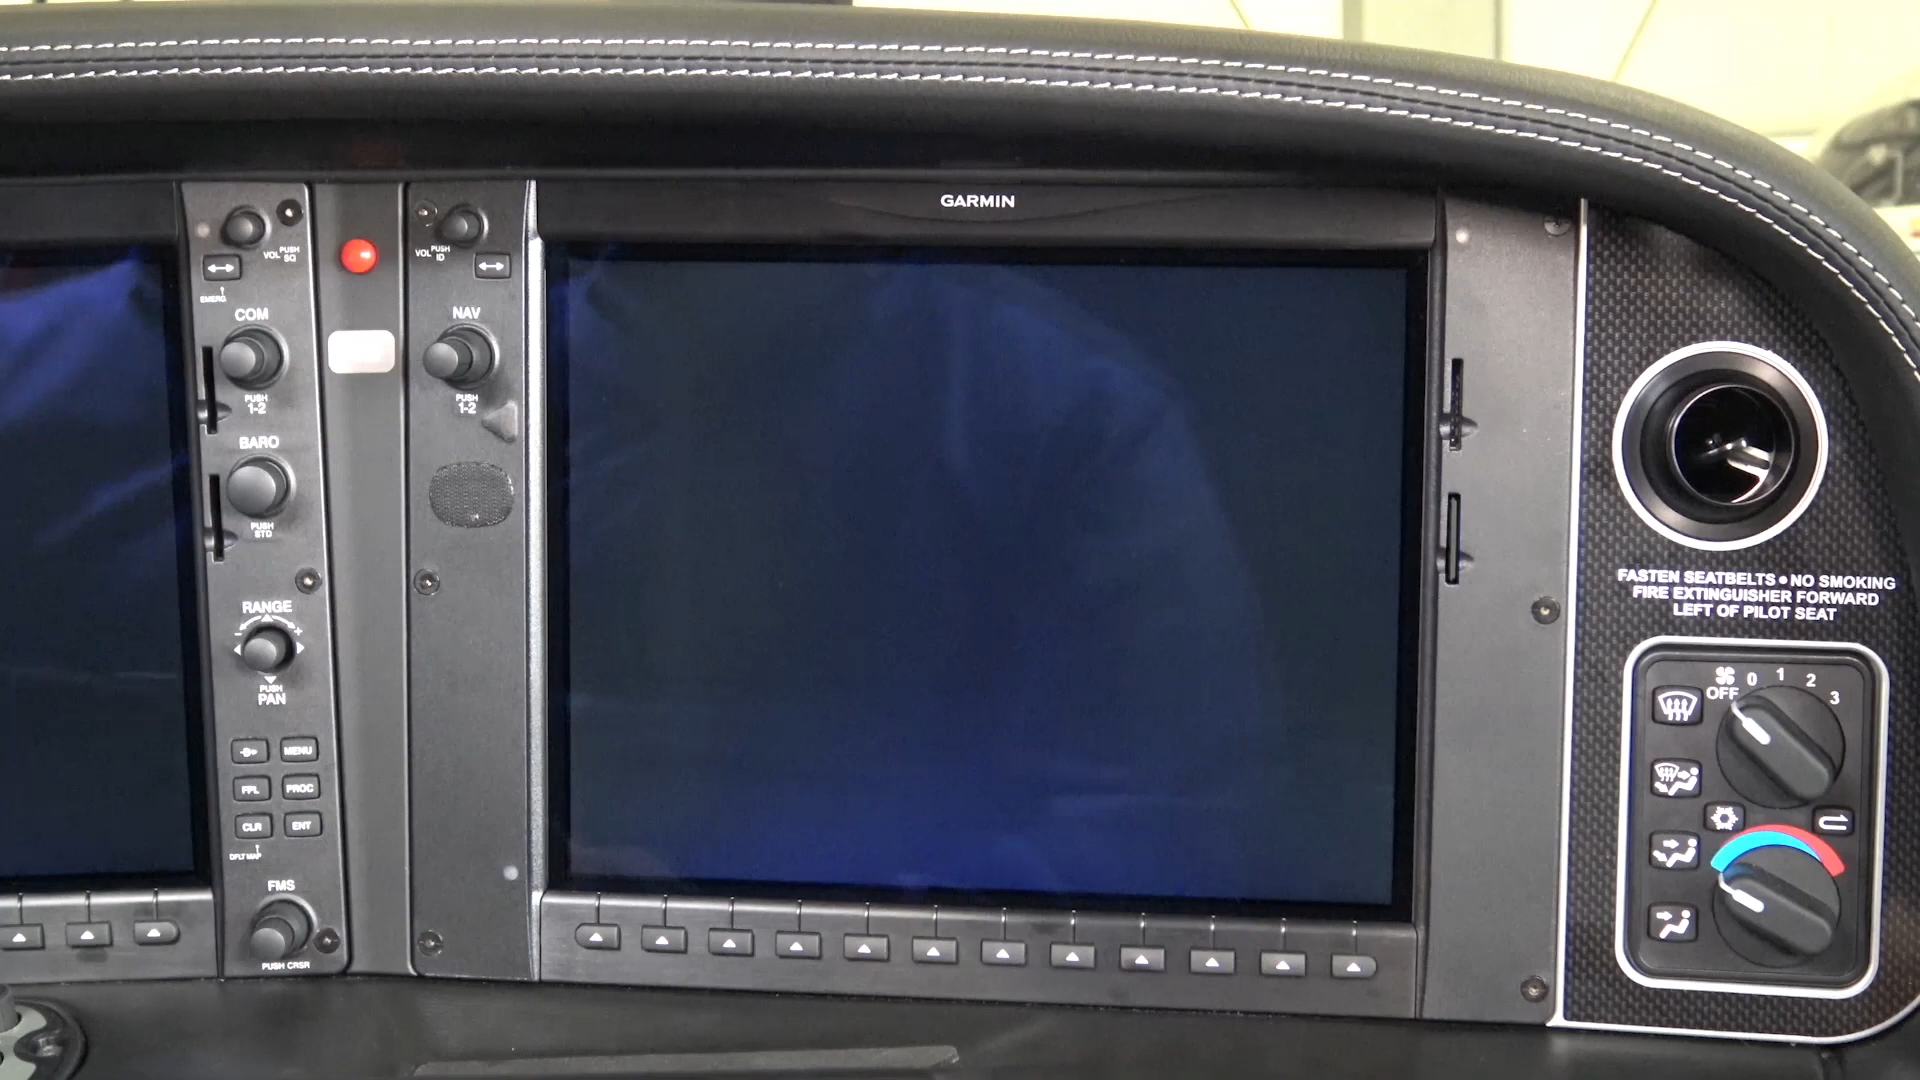 GARMIN
VOL PUSH SQ
EMERG
COM
PUSH
1-2
BARO
PUSH
STD
RANGE
- +
PUSH
PAN
D MENU
FPL PROC
CLR ENT
DFLT MAP
FMS
PUSH CRSR
VOL PUSH ID
NAV
PUSH
1-2
FASTEN SEATBELTS • NO SMOKING
FIRE EXTINGUISHER FORWARD
LEFT OF PILOT SEAT
OFF 0 1 2 3